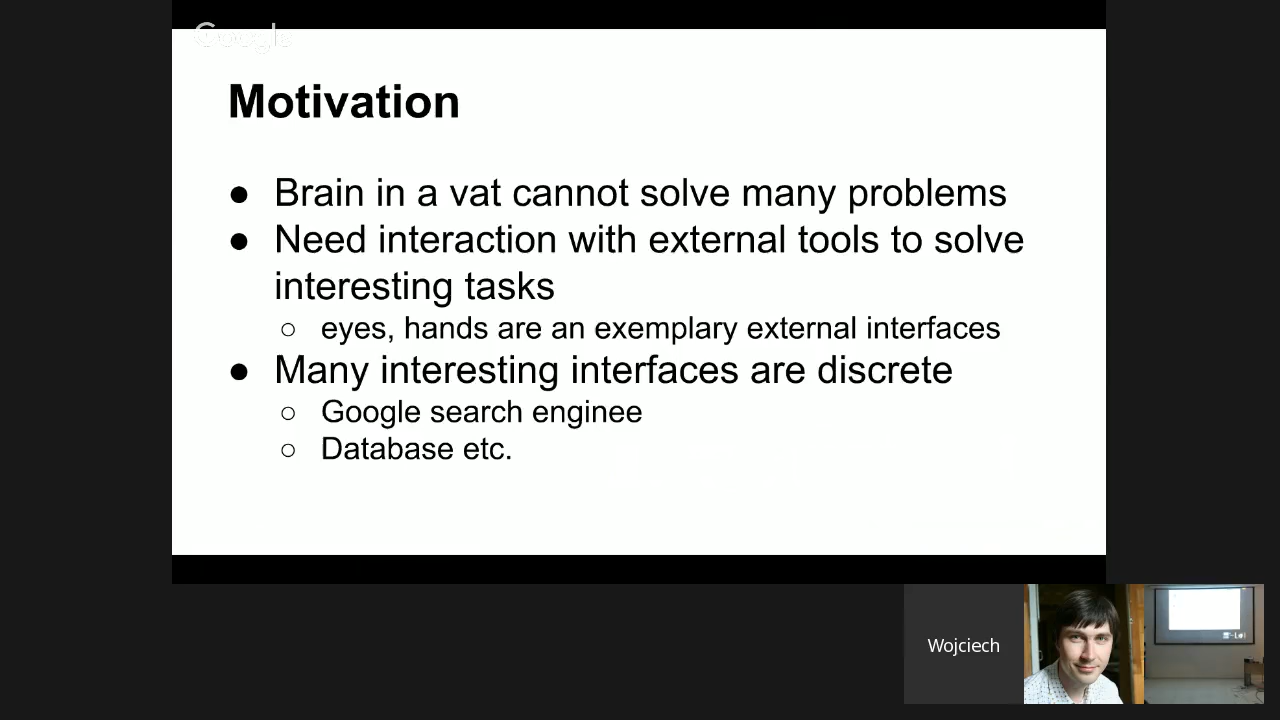 Google
Motivation
● Brain in a vat cannot solve many problems
● Need interaction with external tools to solve
interesting tasks
○ eyes, hands are an exemplary external interfaces
● Many interesting interfaces are discrete
○ Google search enginee
○ Database etc.
Wojciech